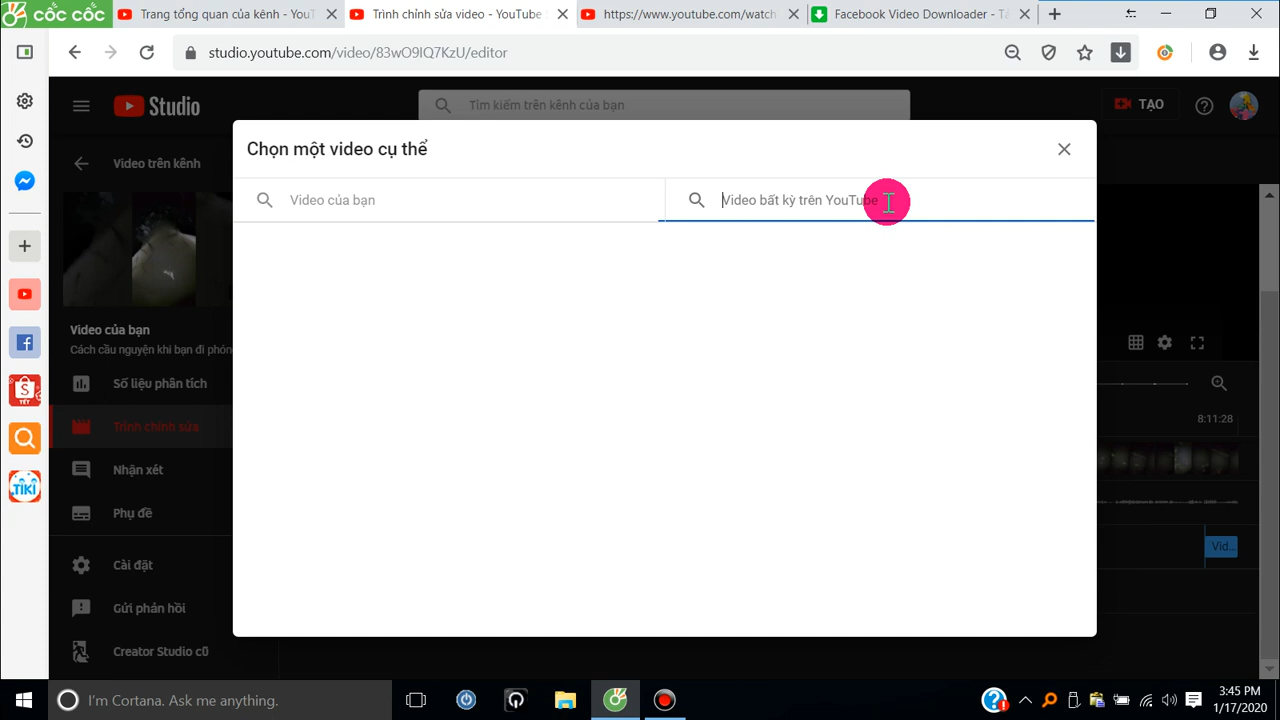 cốc cốc
Trang tổng quan của kênh - YouT
Trình chỉnh sửa video - YouTube
https://www.youtube.com/watch
Facebook Video Downloader - Tả
studio.youtube.com/video/83wO9IQ7KzU/editor
Studio
Tìm kiếm trên kênh của bạn
TẠO
Chọn một video cụ thể
Video trên kênh
Video của bạn
Video bất kỳ trên YouTube
Video của bạn
Cách cầu nguyện khi bạn đi phón
Số liệu phân tích
Trình chỉnh sửa
8:11:28
Nhận xét
Phụ đề
Vid...
Cài đặt
Gửi phản hồi
Creator Studio cũ
TẾT
TIKI
I'm Cortana. Ask me anything.
3:45 PM
1/17/2020